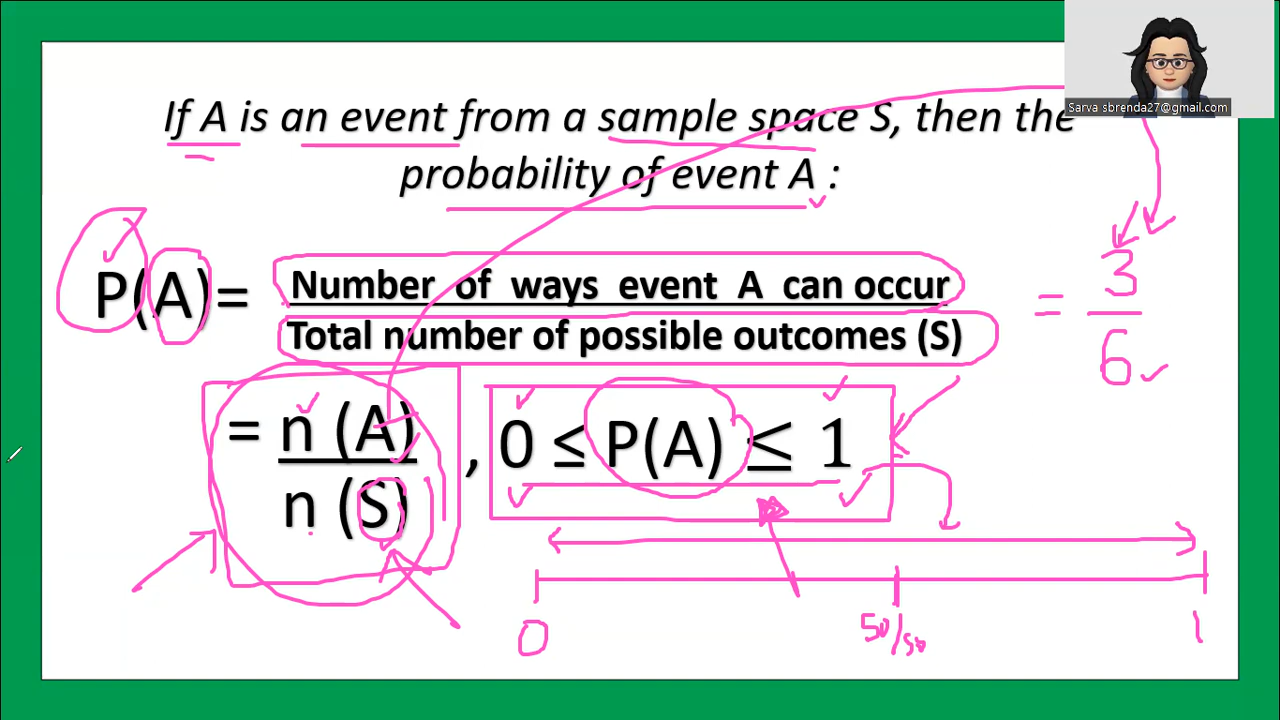 Sarva sbrenda27@gmail.com
If A is an event from a sample space S, then the
probability of event A :
P(A)= Number of ways event A can occur
Total number of possible outcomes (S)
= 3
6
= n (A)
n (S)
, 0 ≤ P(A) ≤ 1
0 50/50 1